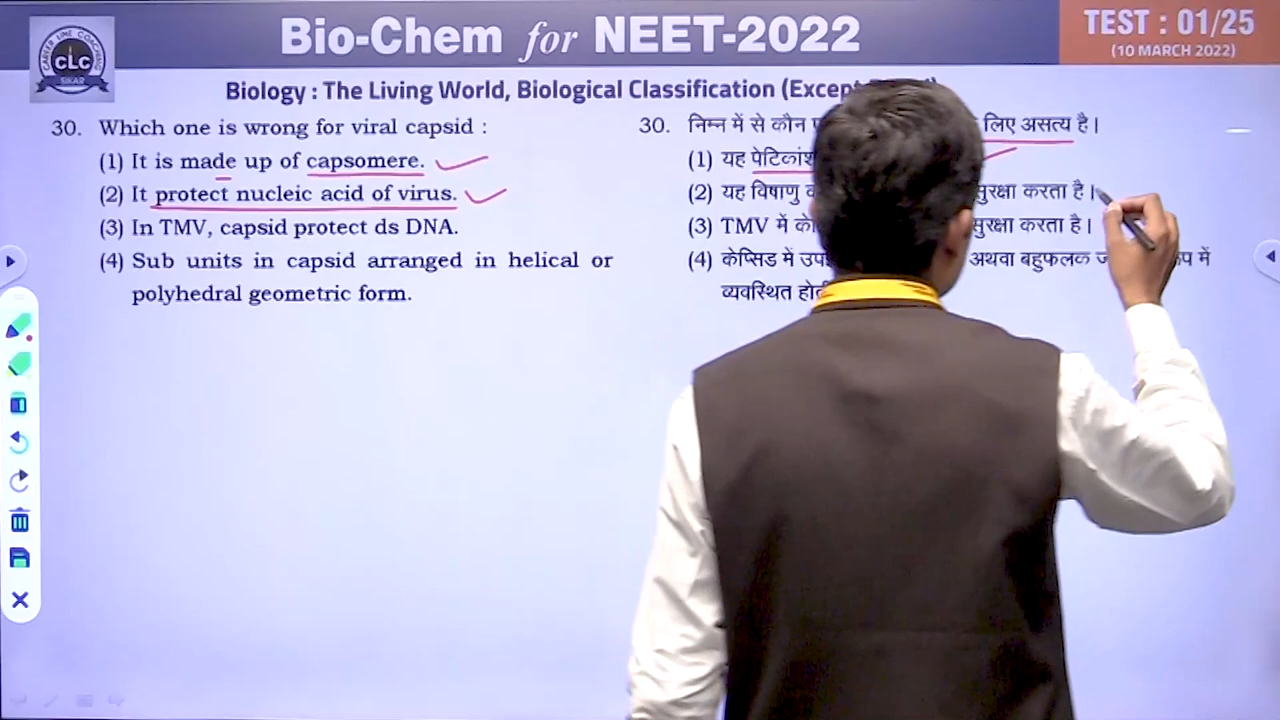 Bio-Chem for NEET-2022
TEST : 01/25
(10 MARCH 2022)
CAREER LINE COACHING
CLC
SIKAR
Biology : The Living World, Biological Classification (Except
30. Which one is wrong for viral capsid :
(1) It is made up of capsomere.
(2) It protect nucleic acid of virus.
(3) In TMV, capsid protect ds DNA.
(4) Sub units in capsid arranged in helical or
polyhedral geometric form.
30. निम्न में से कौन लिए असत्य है।
(1) यह
(2) यह विषाणु सुरक्षा करता है।
(3) TMV में सुरक्षा करता है।
(4) केप्सिड में अथवा बहुफलक में
व्यवस्थित